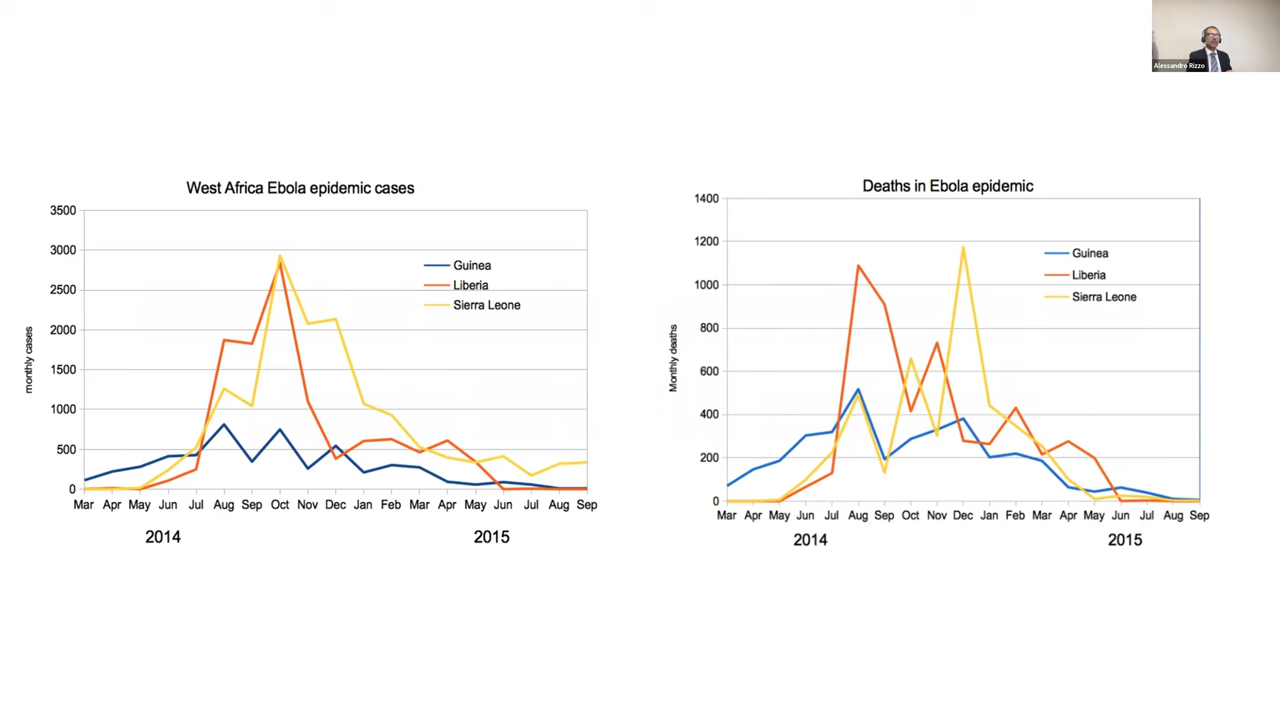 Alessandro Rizzo
West Africa Ebola epidemic cases
3500
3000
2500
2000
1500
1000
500
0
monthly cases
Guinea
Liberia
Sierra Leone
Mar Apr May Jun Jul Aug Sep Oct Nov Dec Jan Feb Mar Apr May Jun Jul Aug Sep
2014 2015
Deaths in Ebola epidemic
1400
1200
1000
800
600
400
200
0
Monthly deaths
Guinea
Liberia
Sierra Leone
Mar Apr May Jun Jul Aug Sep Oct Nov Dec Jan Feb Mar Apr May Jun Jul Aug Sep
2014 2015